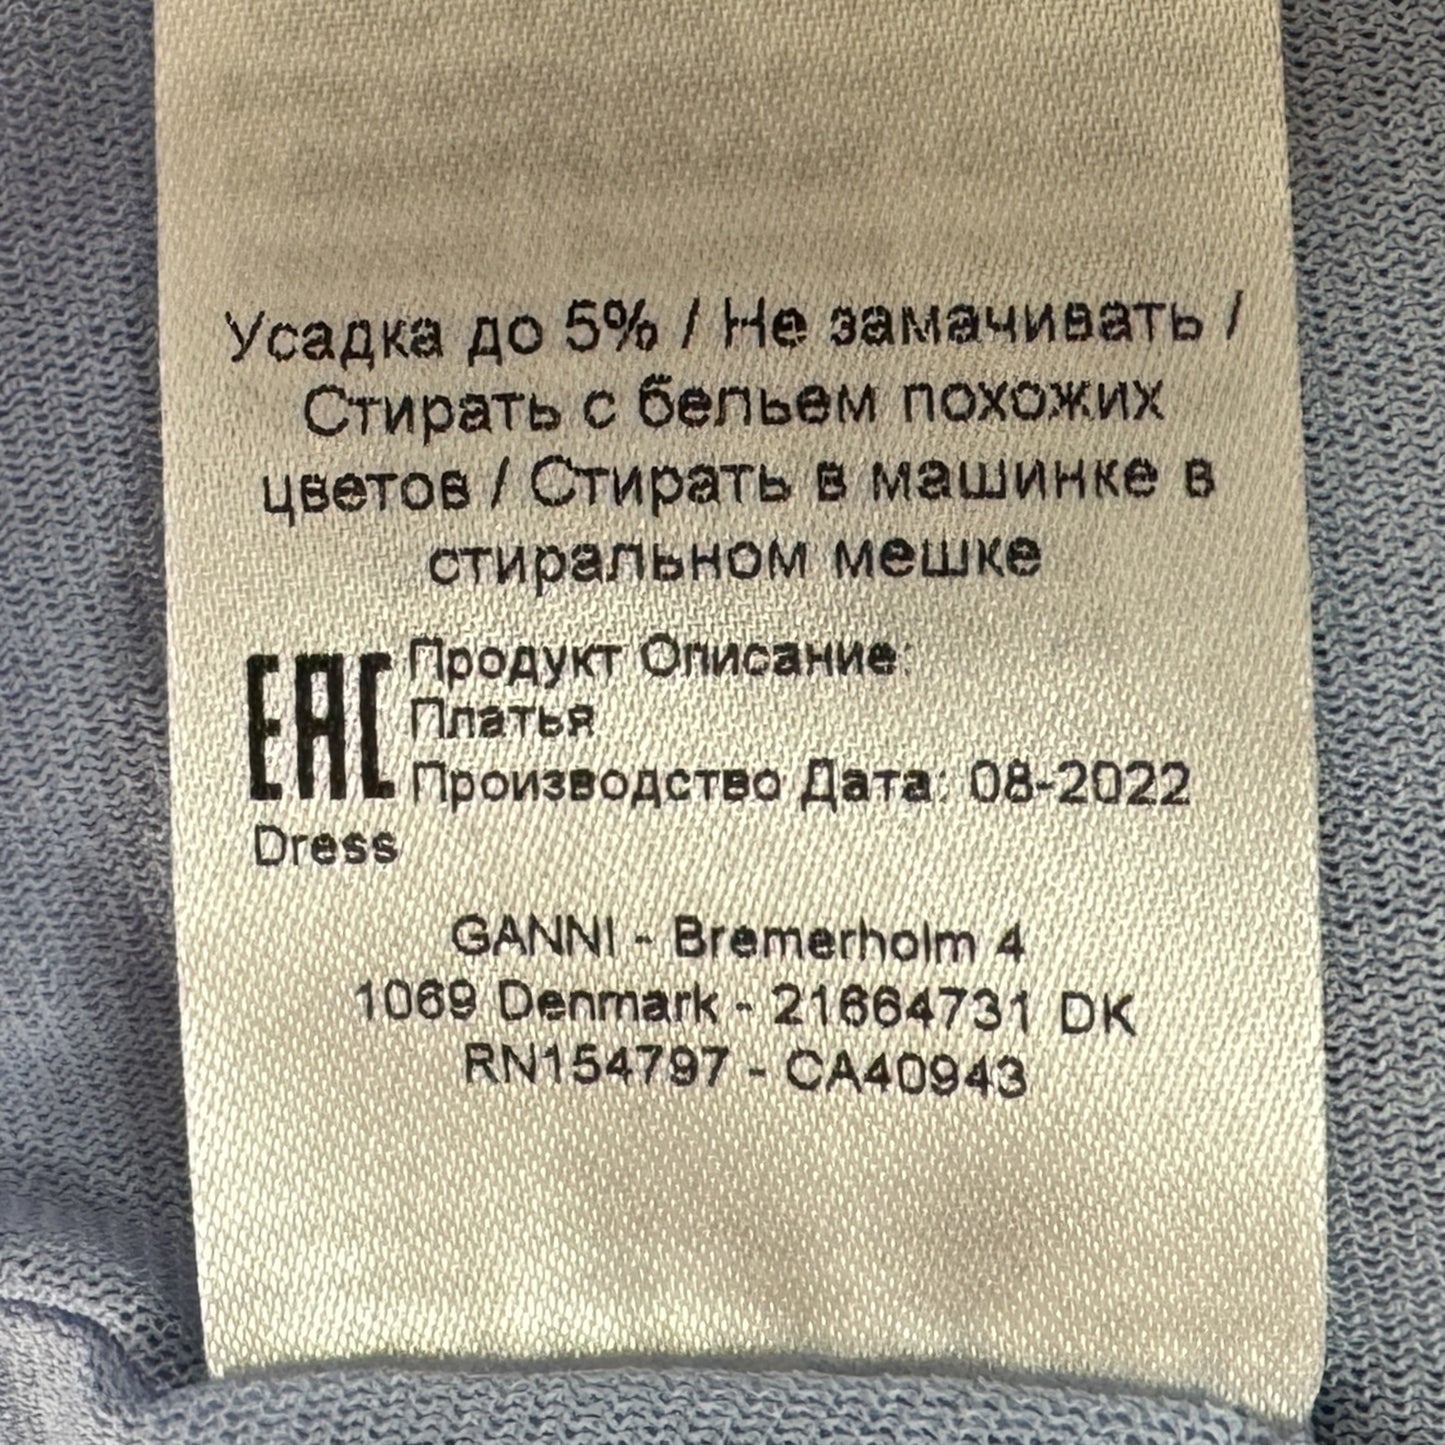 Усадка до 5% / Не замачивать /
Стирать с бельем похожих
цветов / Стирать в машинке в
стиральном мешке
EAC
Продукт Описание:
Платья
Производство Дата: 08-2022
Dress
GANNI - Bremerholm 4
1069 Denmark - 21664731 DK
RN154797 - CA40943